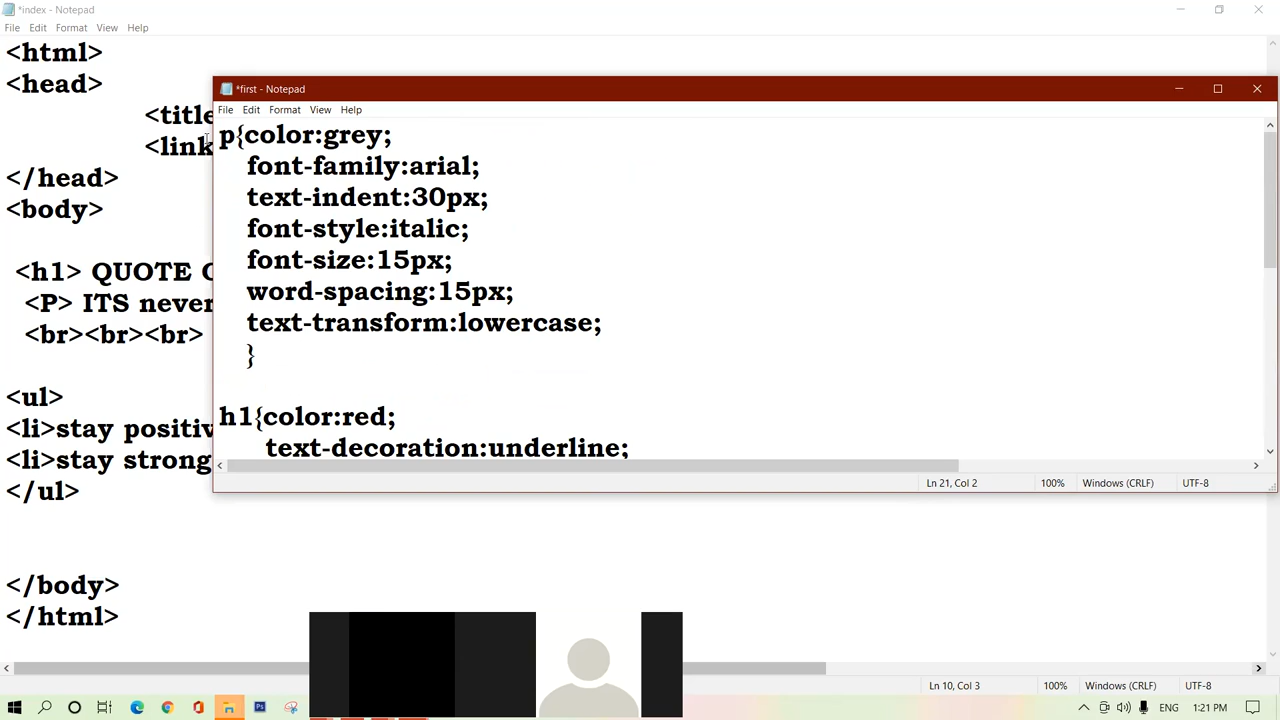 *index - Notepad
File Edit Format View Help
<html>
<head>
<title
<link
</head>
<body>
<h1> QUOTE
<P> ITS never
<br><br><br>
<ul>
<li>stay positiv
<li>stay strong
</ul>
</body>
</html>
*first - Notepad
File Edit Format View Help
p{color:grey;
font-family:arial;
text-indent:30px;
font-style:italic;
font-size:15px;
word-spacing:15px;
text-transform:lowercase;
}
h1{color:red;
text-decoration:underline;
Ln 21, Col 2 100% Windows (CRLF) UTF-8
Ln 10, Col 3 100% Windows (CRLF) UTF-8
ENG 1:21 PM